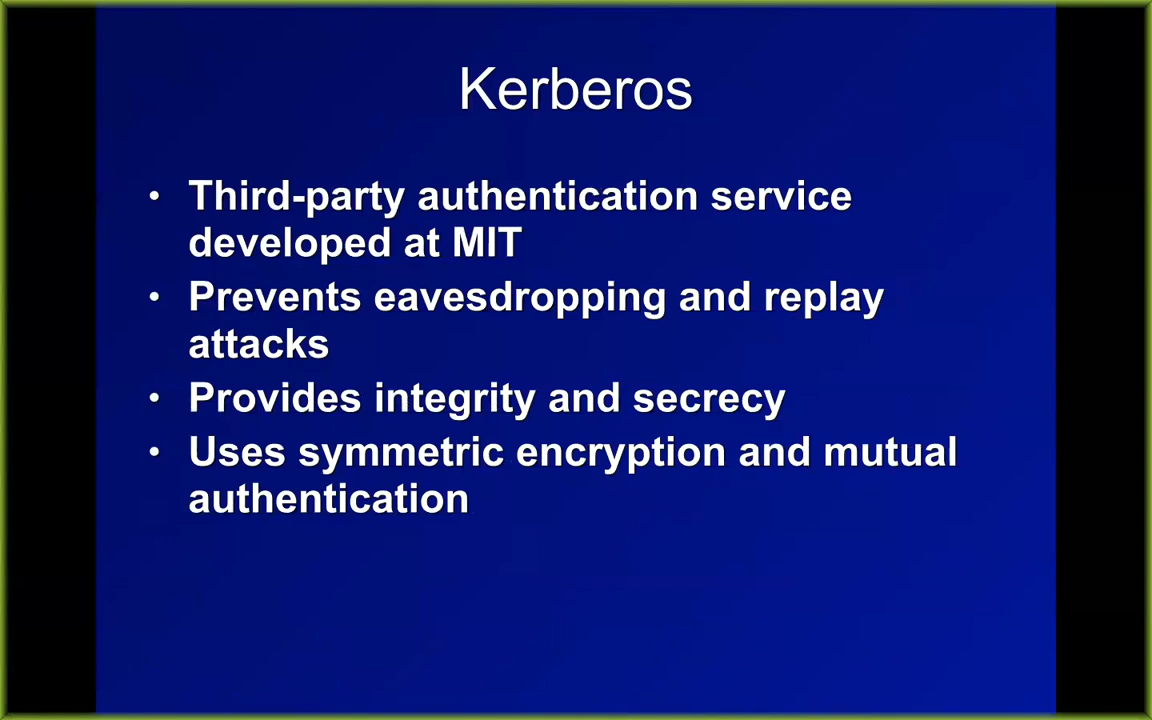 Kerberos
• Third-party authentication service
developed at MIT
• Prevents eavesdropping and replay
attacks
• Provides integrity and secrecy
• Uses symmetric encryption and mutual
authentication